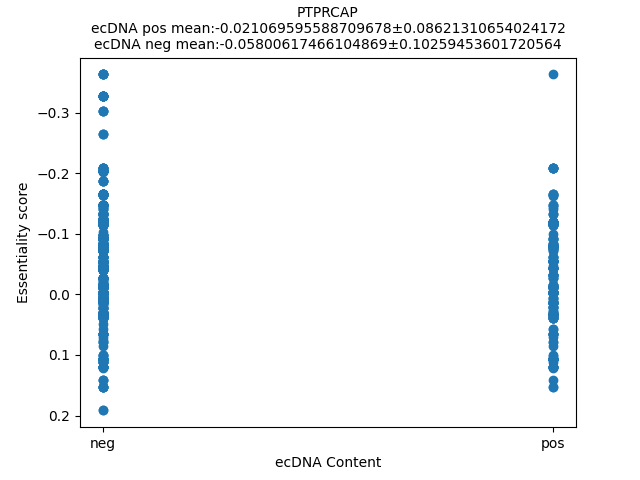 PTPRCAP
ecDNA pos mean:-0.021069595588709678±0.08621310654024172
ecDNA neg mean:-0.05800617466104869±0.10259453601720564
−0.3
−0.2
−0.1
0.0
0.1
0.2
Essentiality score
neg
pos
ecDNA Content